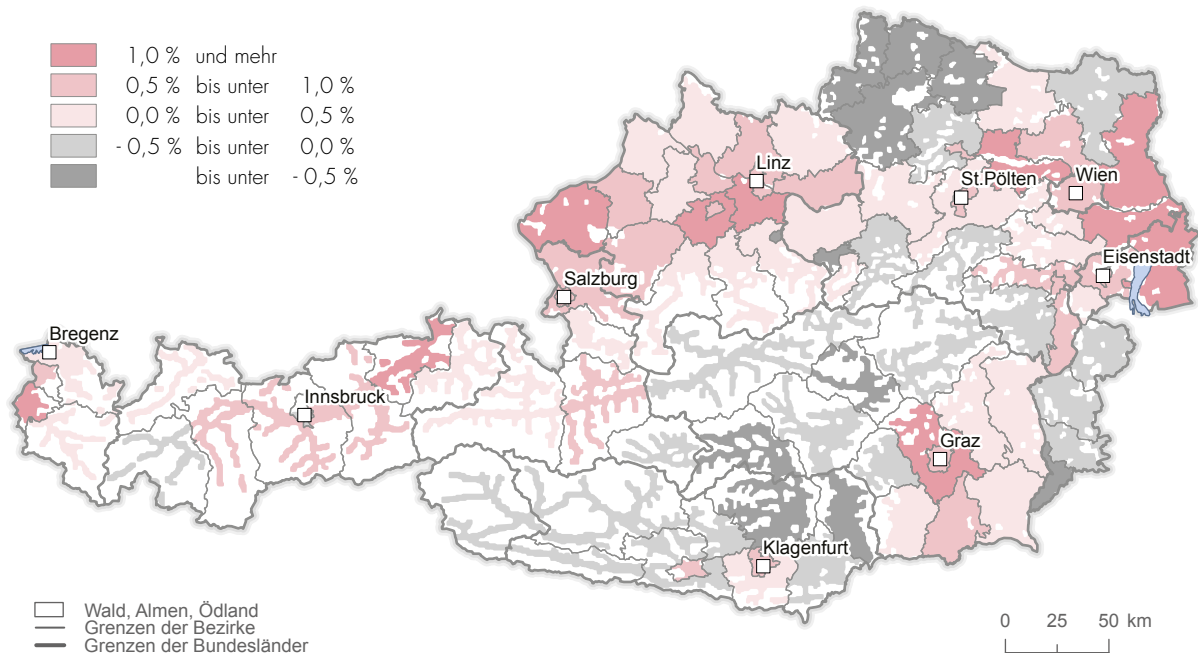 1,0 % und mehr
0,5 % bis unter 1,0 %
0,0 % bis unter 0,5 %
- 0,5 % bis unter 0,0 %
bis unter - 0,5 %
Linz
St.Pölten
Wien
Eisenstadt
Salzburg
Bregenz
Innsbruck
Graz
Klagenfurt
Wald, Almen, Ödland
Grenzen der Bezirke
Grenzen der Bundesländer
0 25 50 km